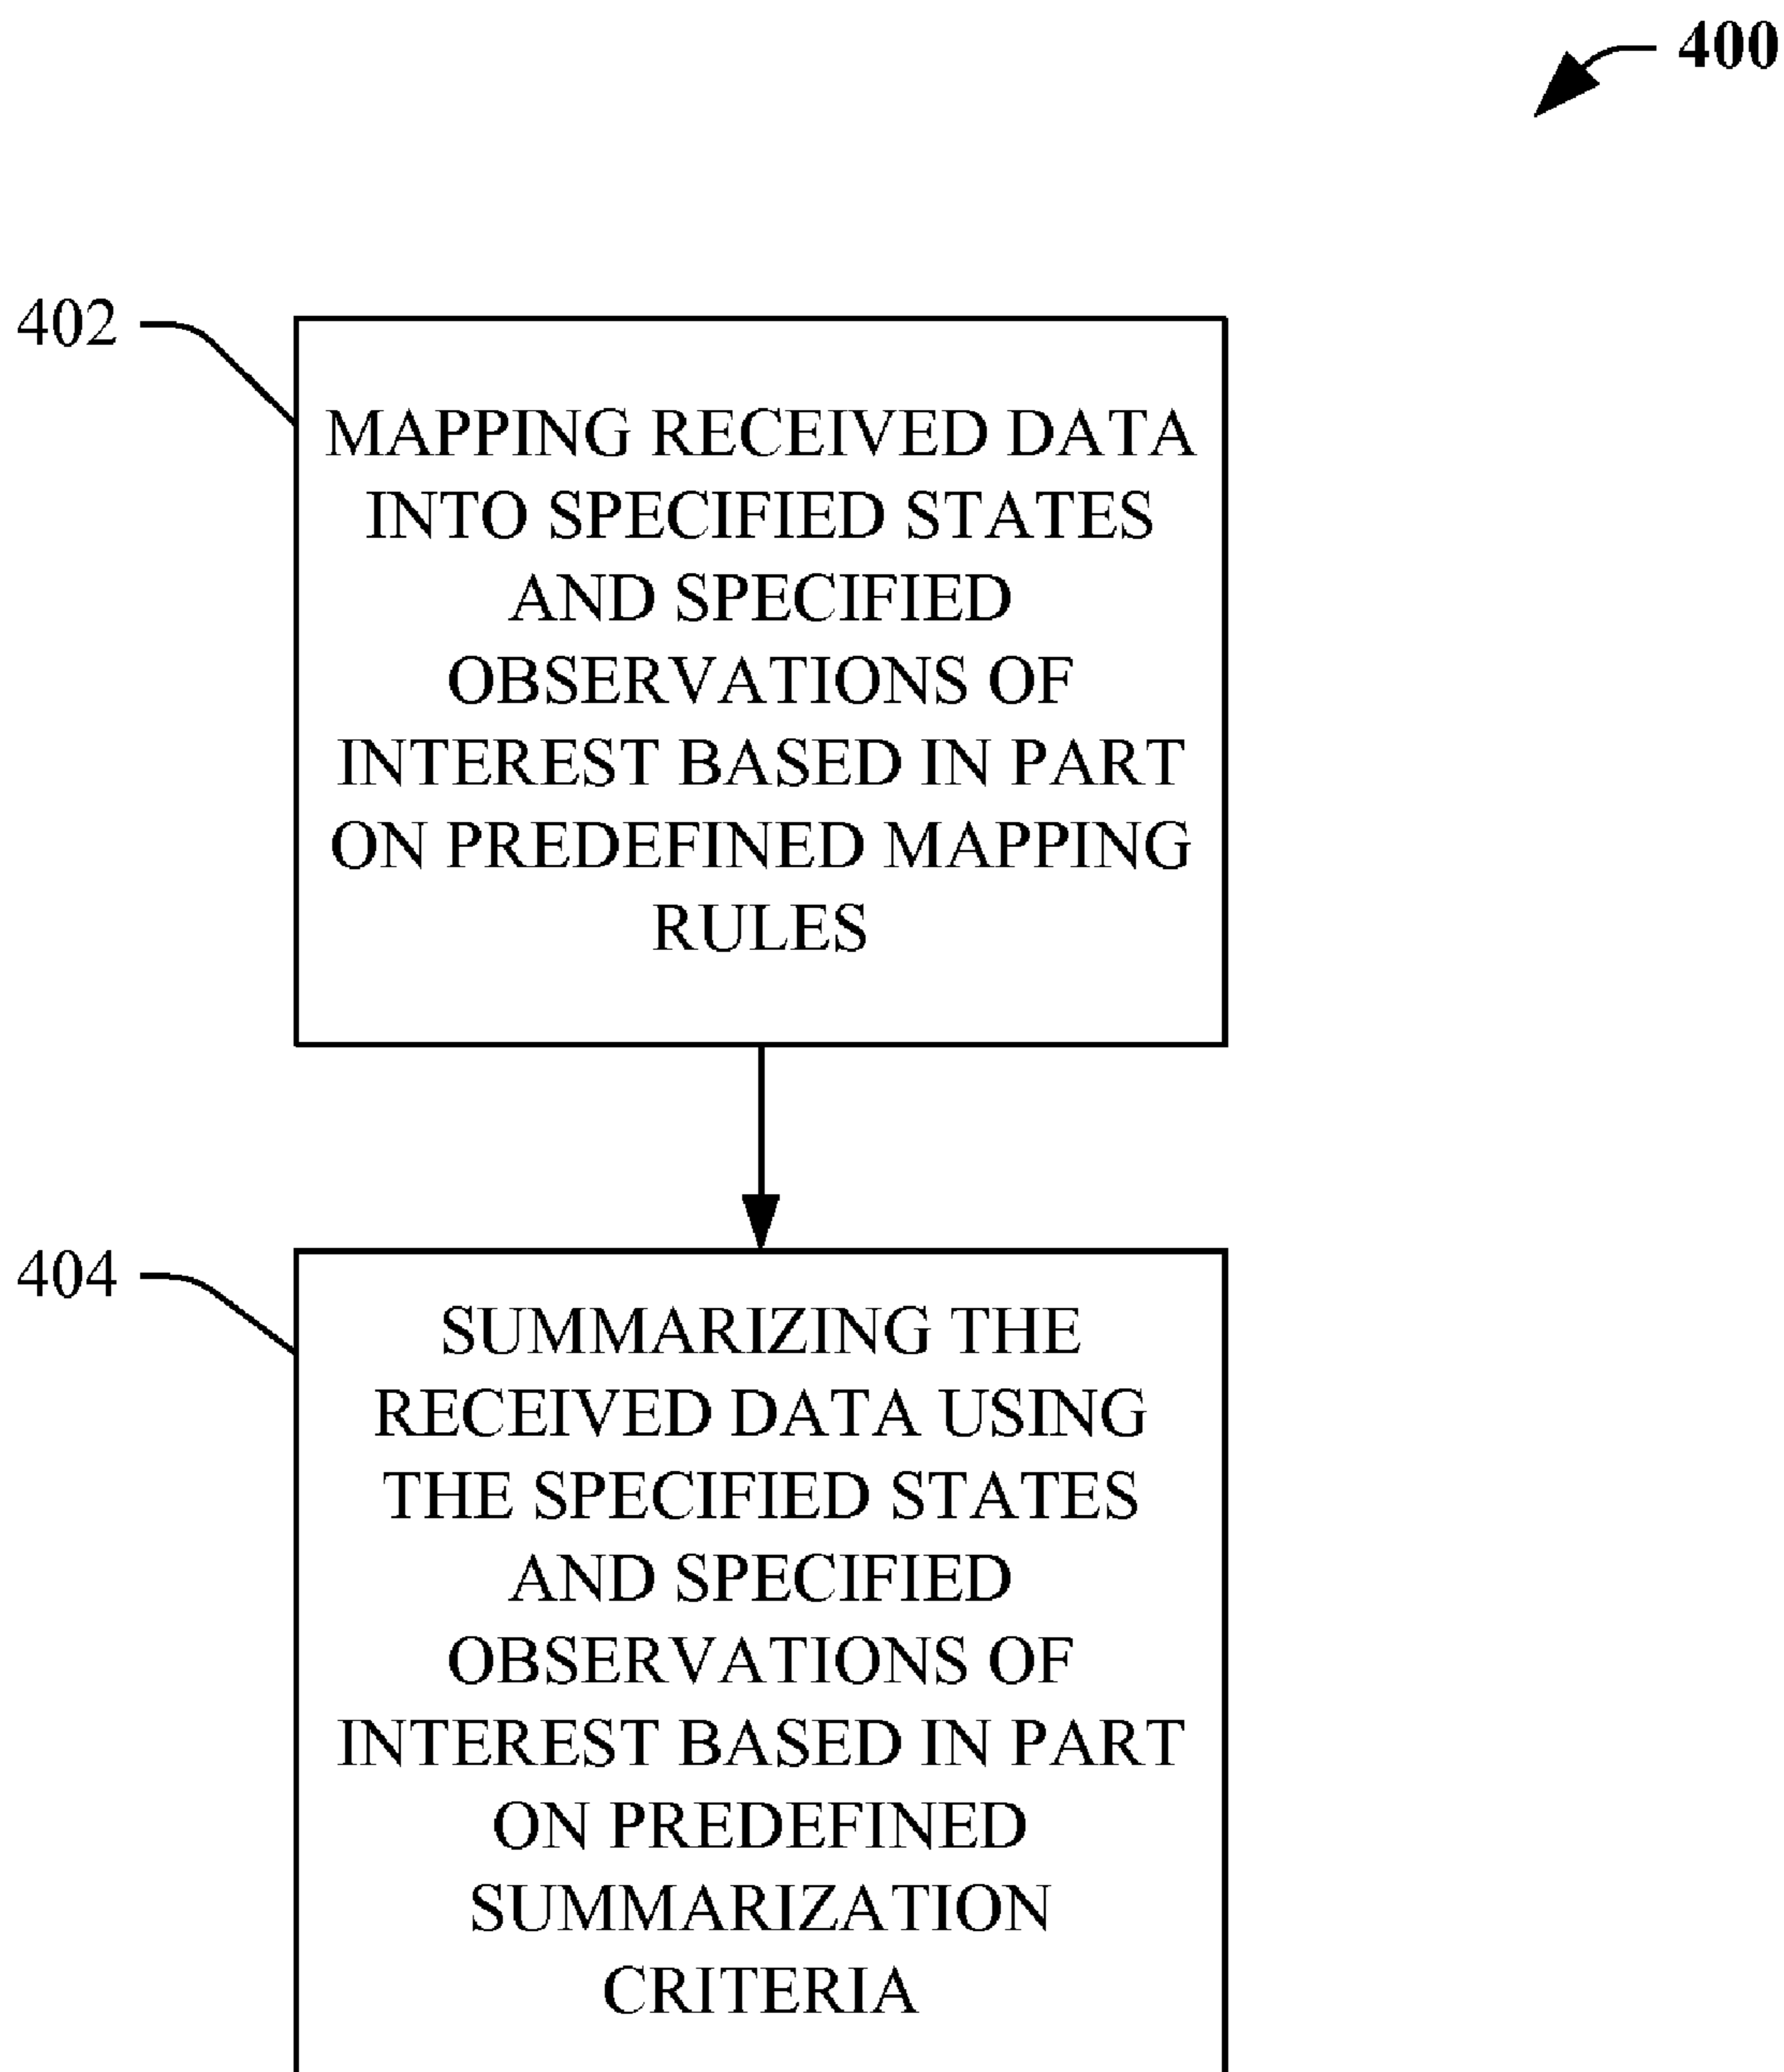 400
402
MAPPING RECEIVED DATA
INTO SPECIFIED STATES
AND SPECIFIED
OBSERVATIONS OF
INTEREST BASED IN PART
ON PREDEFINED MAPPING
RULES
404
SUMMARIZING THE
RECEIVED DATA USING
THE SPECIFIED STATES
AND SPECIFIED
OBSERVATIONS OF
INTEREST BASED IN PART
ON PREDEFINED
SUMMARIZATION
CRITERIA